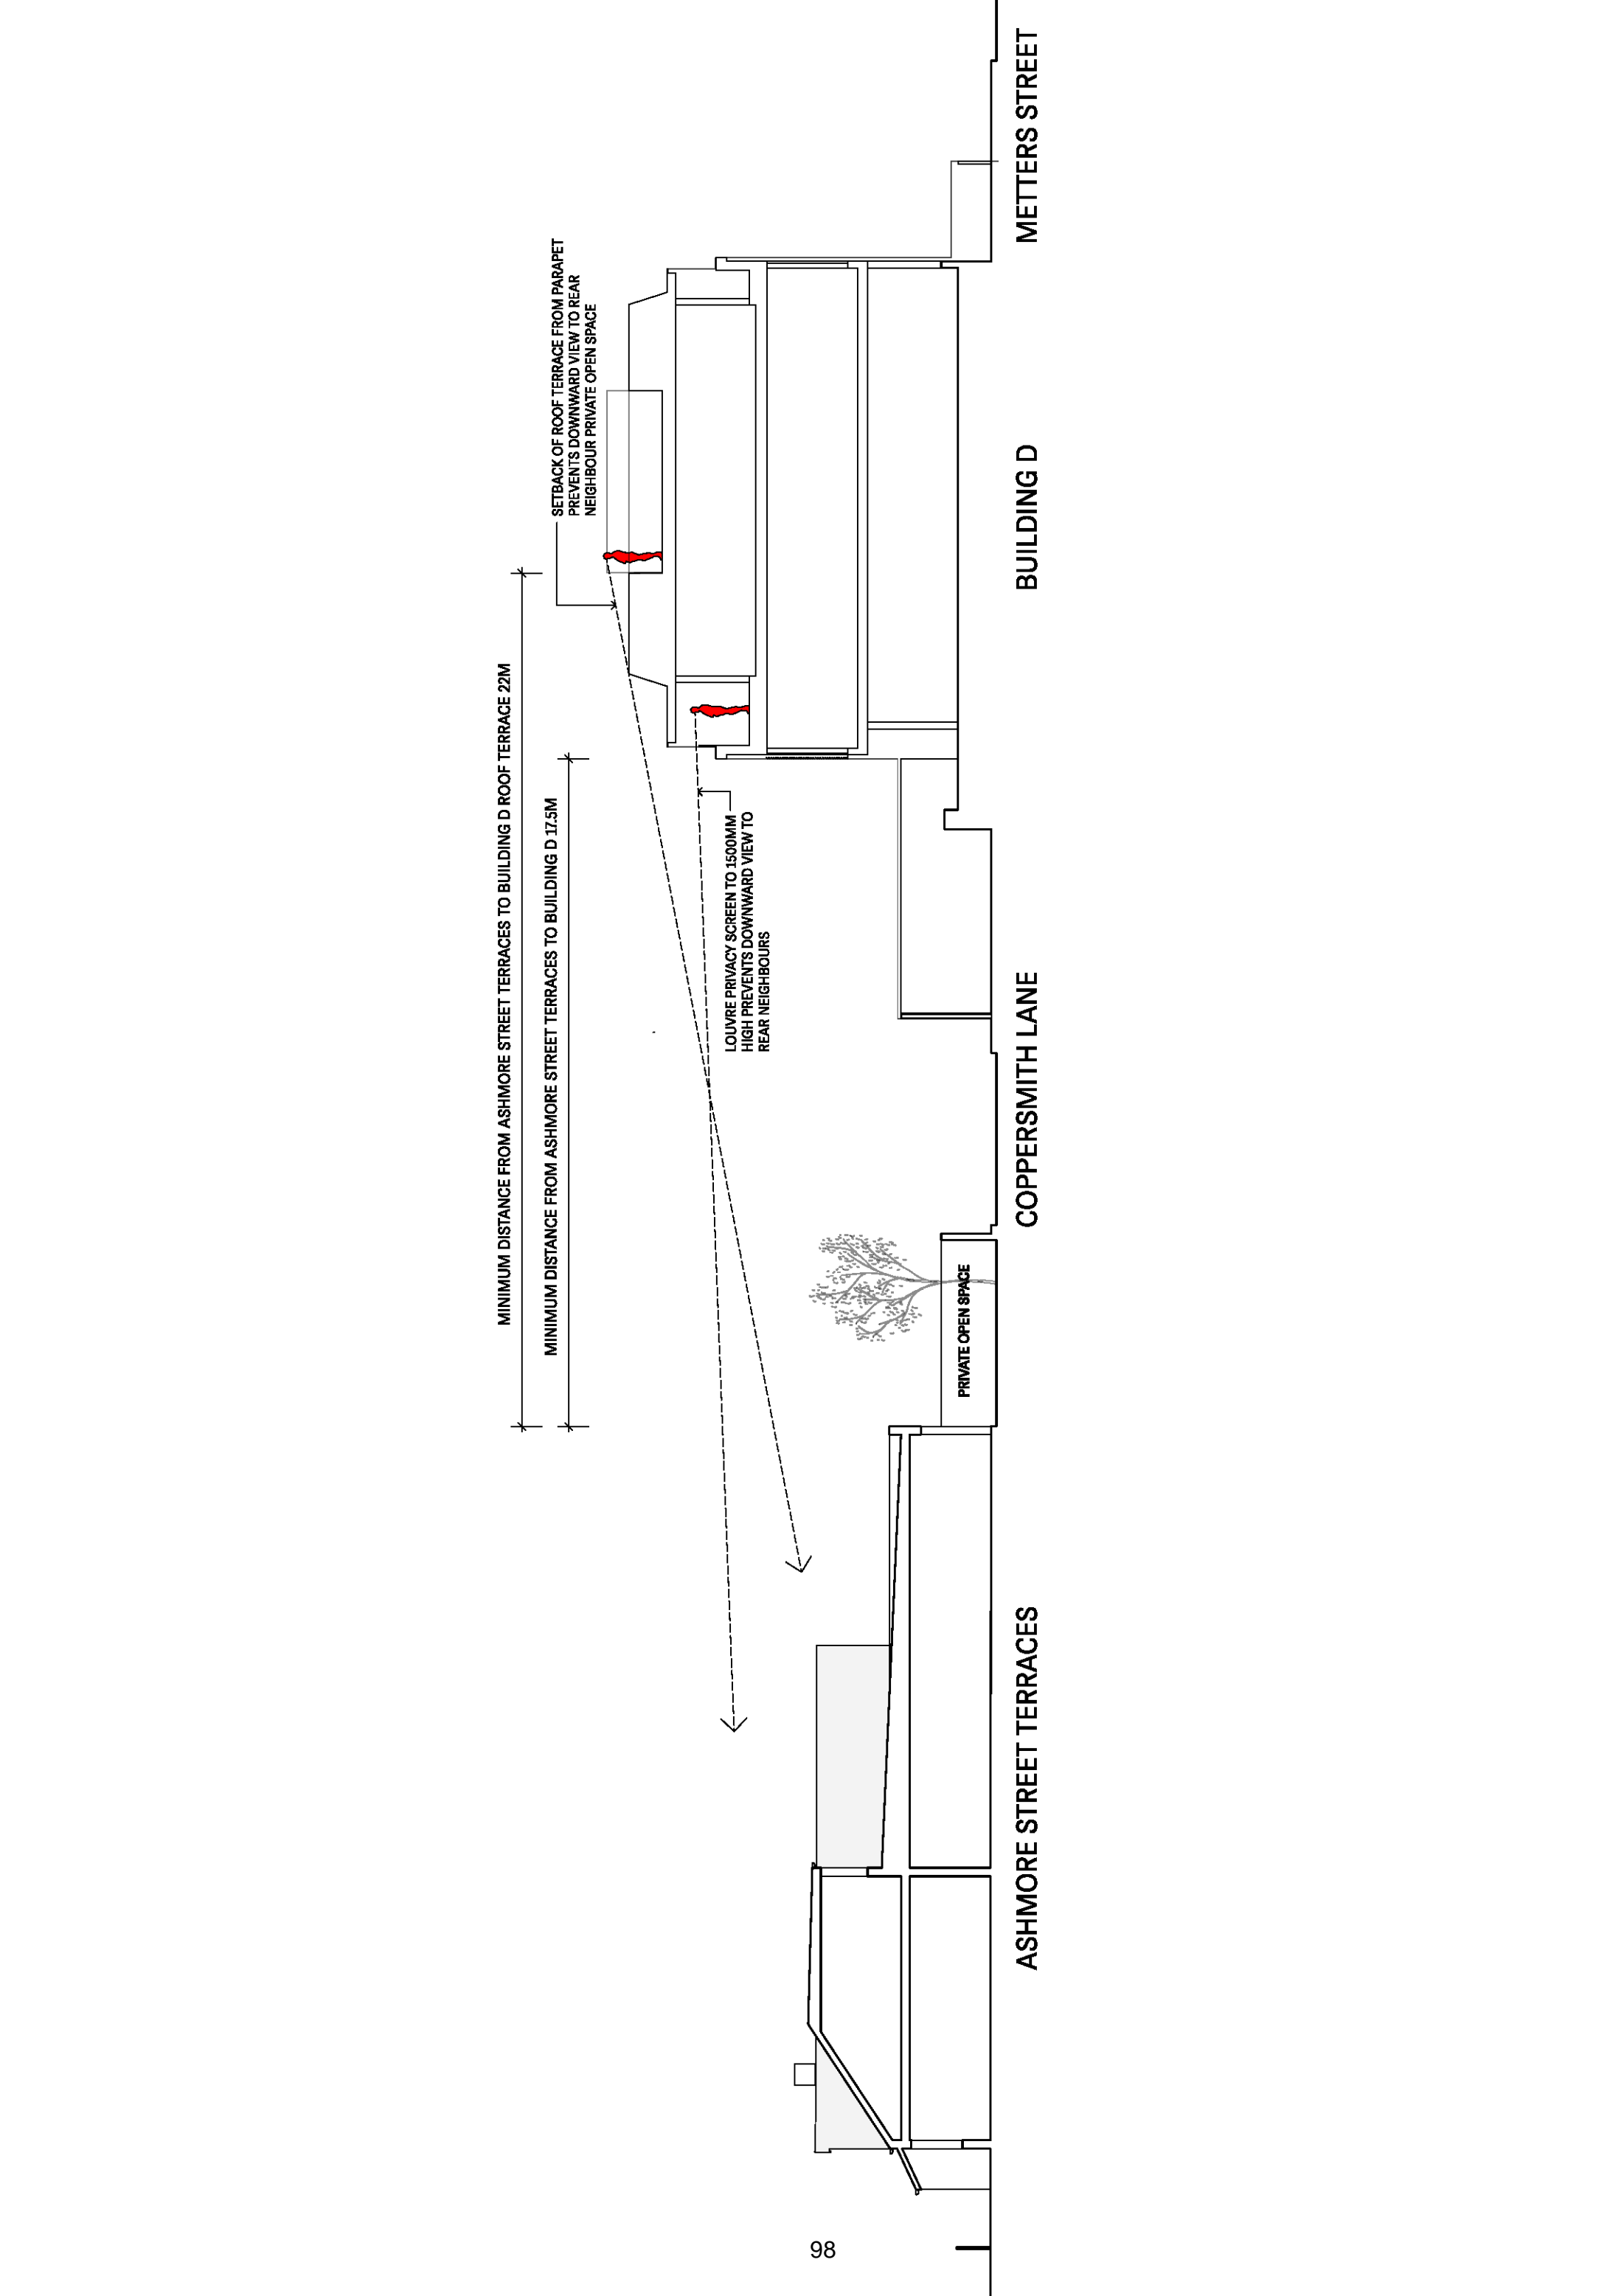 MINIMUM DISTANCE FROM ASHMORE STREET TERRACES TO BUILDING D ROOF TERRACE 22M
MINIMUM DISTANCE FROM ASHMORE STREET TERRACES TO BUILDING D 17.5M
SETBACK OF ROOF TERRACE FROM PARAPET
PREVENTS DOWNWARD VIEW TO REAR
NEIGHBOUR PRIVATE OPEN SPACE
LOUVRE PRIVACY SCREEN TO 1500MM
HIGH PREVENTS DOWNWARD VIEW TO
REAR NEIGHBOURS
PRIVATE OPEN SPACE
ASHMORE STREET TERRACES
COPPERSMITH LANE
BUILDING D
METTERS STREET
98